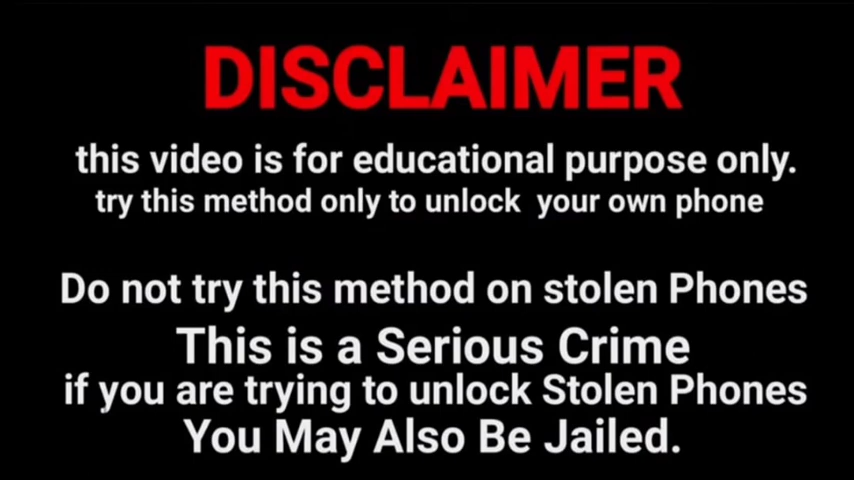 DISCLAIMER
this video is for educational purpose only.
try this method only to unlock your own phone
Do not try this method on stolen Phones
This is a Serious Crime
if you are trying to unlock Stolen Phones
You May Also Be Jailed.